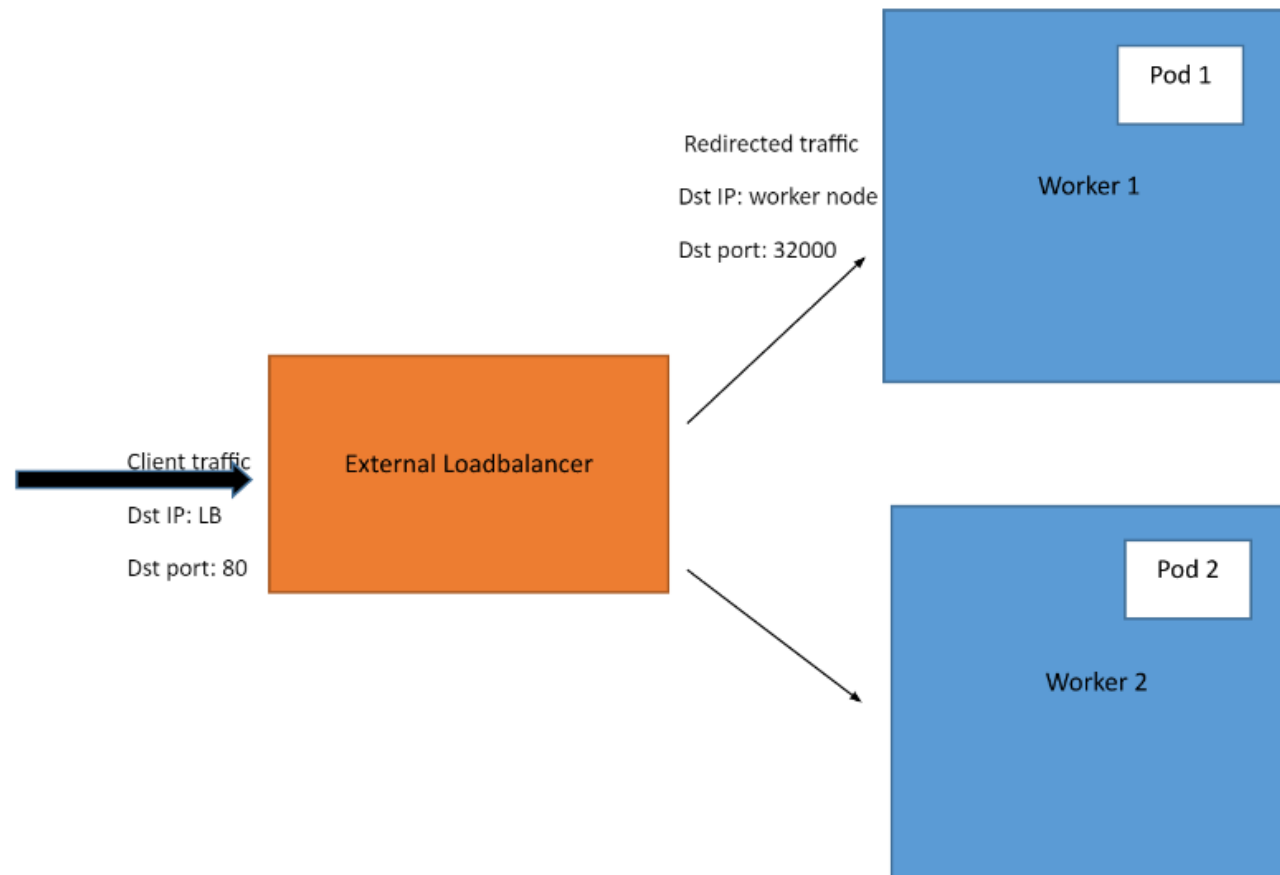 Client traffic
Dst IP: LB
Dst port: 80
External Loadbalancer
Redirected traffic
Dst IP: worker node
Dst port: 32000
Pod 1
Worker 1
Pod 2
Worker 2